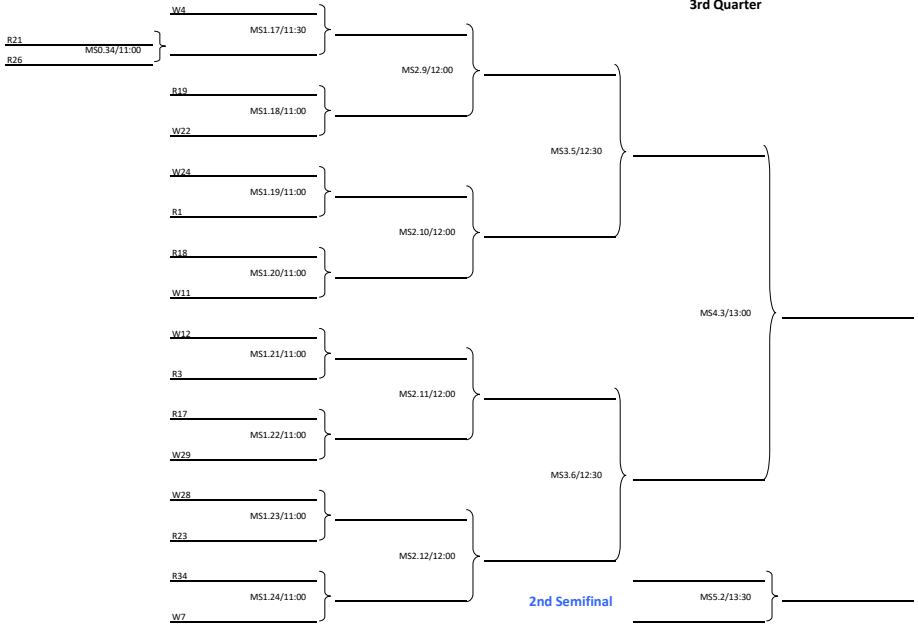 3rd Quarter
W4
MS1.17/11:30
R21
MS0.34/11:00
R26
MS2.9/12:00
R19
MS1.18/11:00
W22
MS3.5/12:30
W24
MS1.19/11:00
R1
MS2.10/12:00
R18
MS1.20/11:00
W11
MS4.3/13:00
W12
MS1.21/11:00
R3
MS2.11/12:00
R17
MS1.22/11:00
W29
MS3.6/12:30
W28
MS1.23/11:00
R23
MS2.12/12:00
R34
MS1.24/11:00
W7
2nd Semifinal
MS5.2/13:30